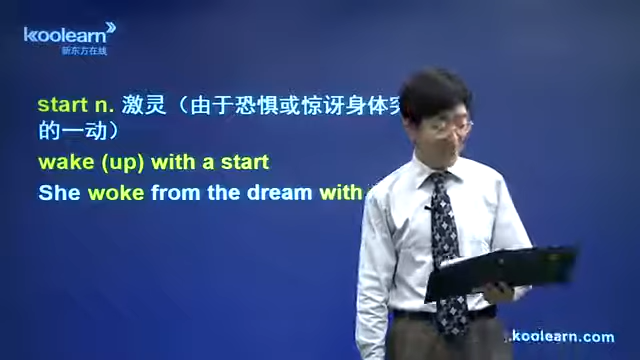 koolearn
新东方在线
start n. 激灵（由于恐惧或惊讶身体突
的一动）
wake (up) with a start
She woke from the dream with
.koolearn.com